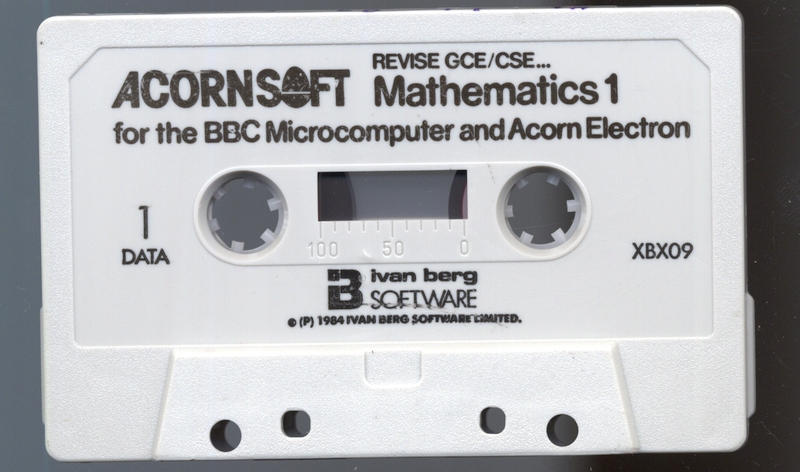 REVISE GCE/CSE...
ACORNSOFT Mathematics 1
for the BBC Microcomputer and Acorn Electron
1
DATA
100 50 0
XBX09
B ivan berg
SOFTWARE
© (P) 1984 IVAN BERG SOFTWARE LIMITED.